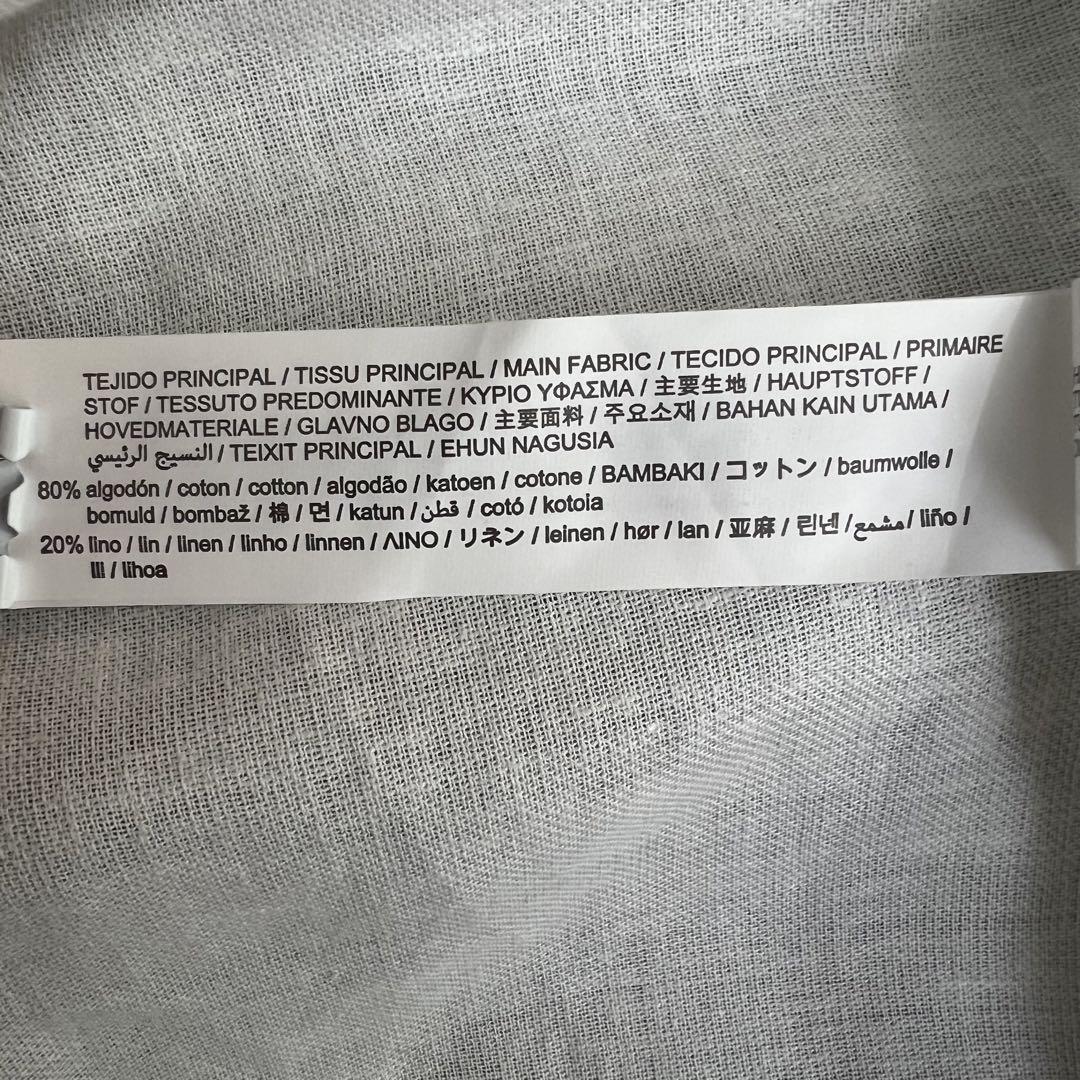 TEJIDO PRINCIPAL / TISSU PRINCIPAL / MAIN FABRIC / TECIDO PRINCIPAL / PRIMAIRE
STOF / TESSUTO PREDOMINANTE / ΚΥΡΙΟ ΥΦΑΣΜΑ / 主要生地 / HAUPTSTOFF /
HOVEDMATERIALE / GLAVNO BLAGO / 主要面料 / 주요소재 / BAHAN KAIN UTAMA /
النسيج الرئيسي / TEIXIT PRINCIPAL / EHUN NAGUSIA
80% algodón / coton / cotton / algodão / katoen / cotone / BAMBAKI / コットン / baumwolle /
bomuld / bombaž / 棉 / 면 / katun / قطن / cotó / kotoia
20% lino / lin / linen / linho / linnen / ΛΙΝΟ / リネン / leinen / hør / lan / 亚麻 / 린넨 / مشمع / liño /
lli / lihoa